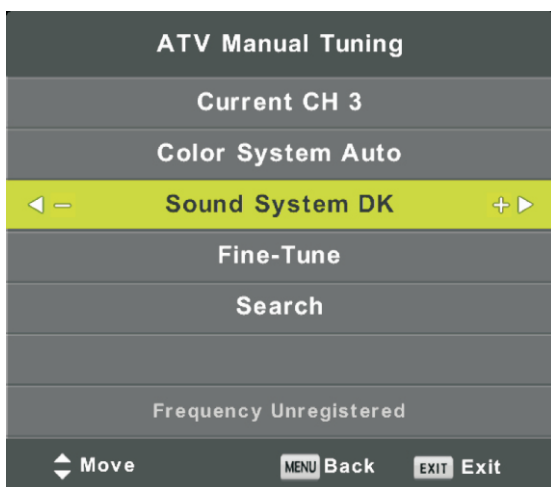 ATV Manual Tuning
Current CH 3
Color System Auto
Sound System DK
Fine-Tune
Search
Frequency Unregistered
Move MENU Back EXIT Exit